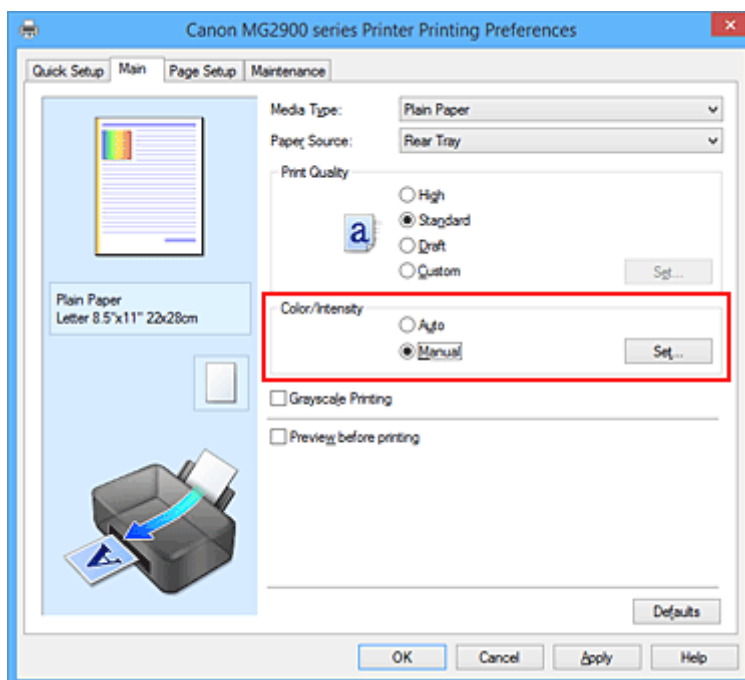 Canon MG2900 series Printer Printing Preferences
Quick Setup Main Page Setup Maintenance
Media Type: Plain Paper
Paper Source: Rear Tray
Print Quality
High
Standard
Draft
Custom Set...
a
Plain Paper
Letter 8.5"x11" 22x28cm
Color/Intensity
Auto
Manual Set...
Grayscale Printing
Preview before printing
A
Defaults
OK Cancel Apply Help